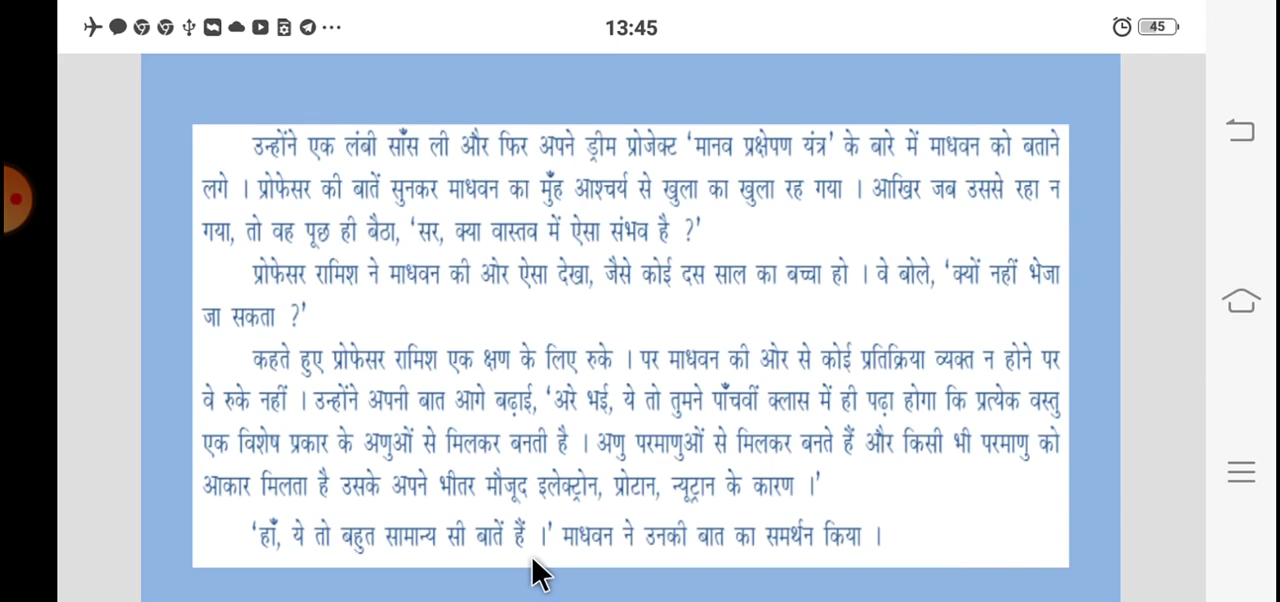 13:45
45
उन्होंने एक लंबी साँस ली और फिर अपने ड्रीम प्रोजेक्ट ‘मानव प्रक्षेपण यंत्र’ के बारे में माधवन को बताने
लगे । प्रोफेसर की बातें सुनकर माधवन का मुँह आश्चर्य से खुला का खुला रह गया । आखिर जब उससे रहा न
गया, तो वह पूछ ही बैठा, ‘सर, क्या वास्तव में ऐसा संभव है ?’
प्रोफेसर रामिश ने माधवन की ओर ऐसा देखा, जैसे कोई दस साल का बच्चा हो । वे बोले, ‘क्यों नहीं भेजा
जा सकता ?’
कहते हुए प्रोफेसर रामिश एक क्षण के लिए रुके । पर माधवन की ओर से कोई प्रतिक्रिया व्यक्त न होने पर
वे रुके नहीं । उन्होंने अपनी बात आगे बढ़ाई, ‘अरे भई, ये तो तुमने पाँचवीं क्लास में ही पढ़ा होगा कि प्रत्येक वस्तु
एक विशेष प्रकार के अणुओं से मिलकर बनती है । अणु परमाणुओं से मिलकर बनते हैं और किसी भी परमाणु को
आकार मिलता है उसके अपने भीतर मौजूद इलेक्ट्रोन, प्रोटान, न्यूट्रान के कारण ।’
‘हाँ, ये तो बहुत सामान्य सी बातें हैं ।’ माधवन ने उनकी बात का समर्थन किया ।